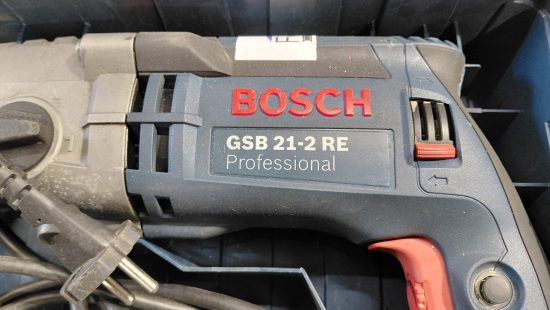 BOSCH
GSB 21-2 RE
Professional